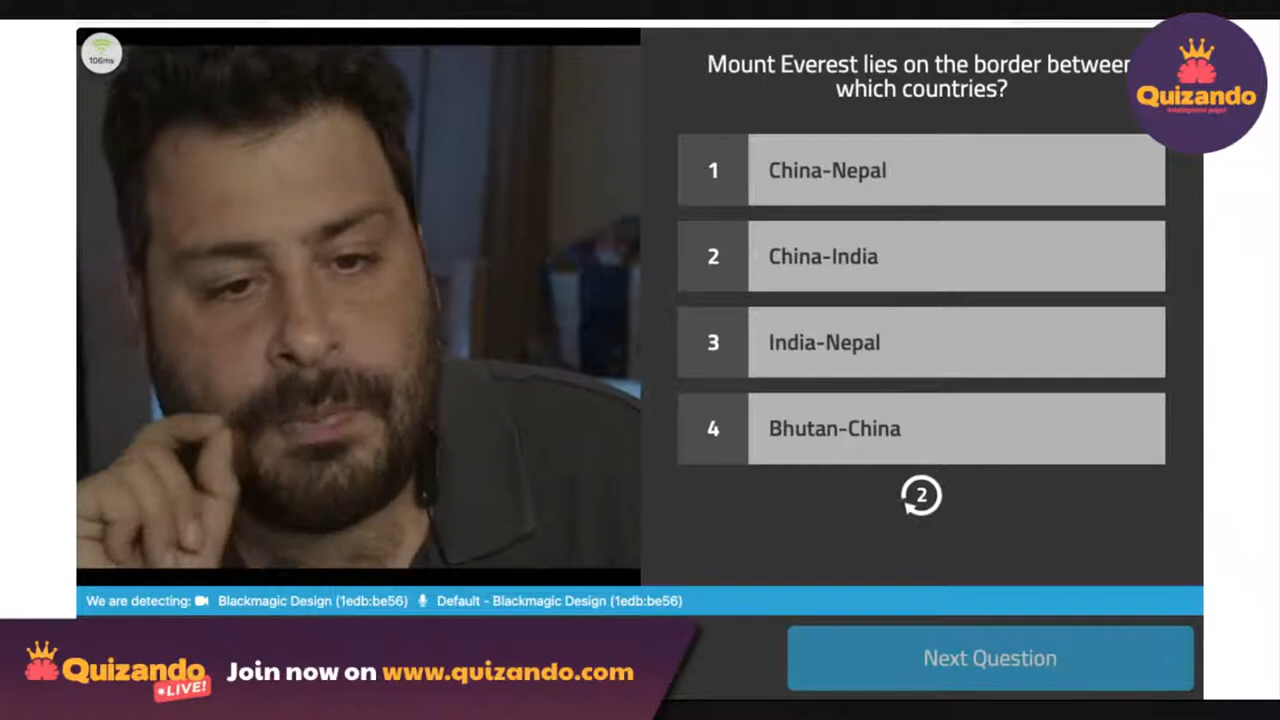 106ms
Mount Everest lies on the border between
which countries?
Quizando
1 China-Nepal
2 China-India
3 India-Nepal
4 Bhutan-China
2
We are detecting: Blackmagic Design (1edb:be56) Default - Blackmagic Design (1edb:be56)
Quizando
LIVE!
Join now on www.quizando.com
Next Question